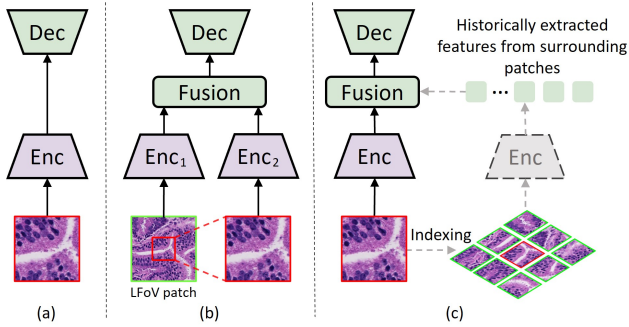 Dec
Enc
(a)
Dec
Fusion
Enc1
Enc2
LFoV patch
(b)
Dec
Fusion
Enc
Historically extracted
features from surrounding
patches
...
Enc
Indexing
(c)